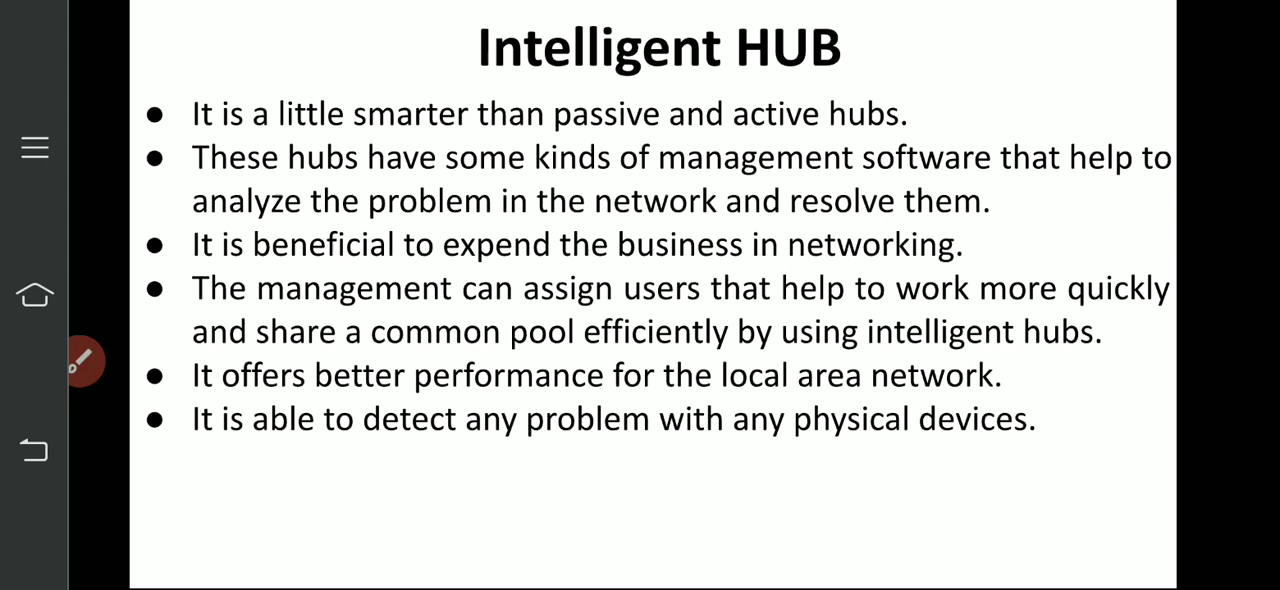 Intelligent HUB
● It is a little smarter than passive and active hubs.
● These hubs have some kinds of management software that help to
analyze the problem in the network and resolve them.
● It is beneficial to expend the business in networking.
● The management can assign users that help to work more quickly
and share a common pool efficiently by using intelligent hubs.
● It offers better performance for the local area network.
● It is able to detect any problem with any physical devices.